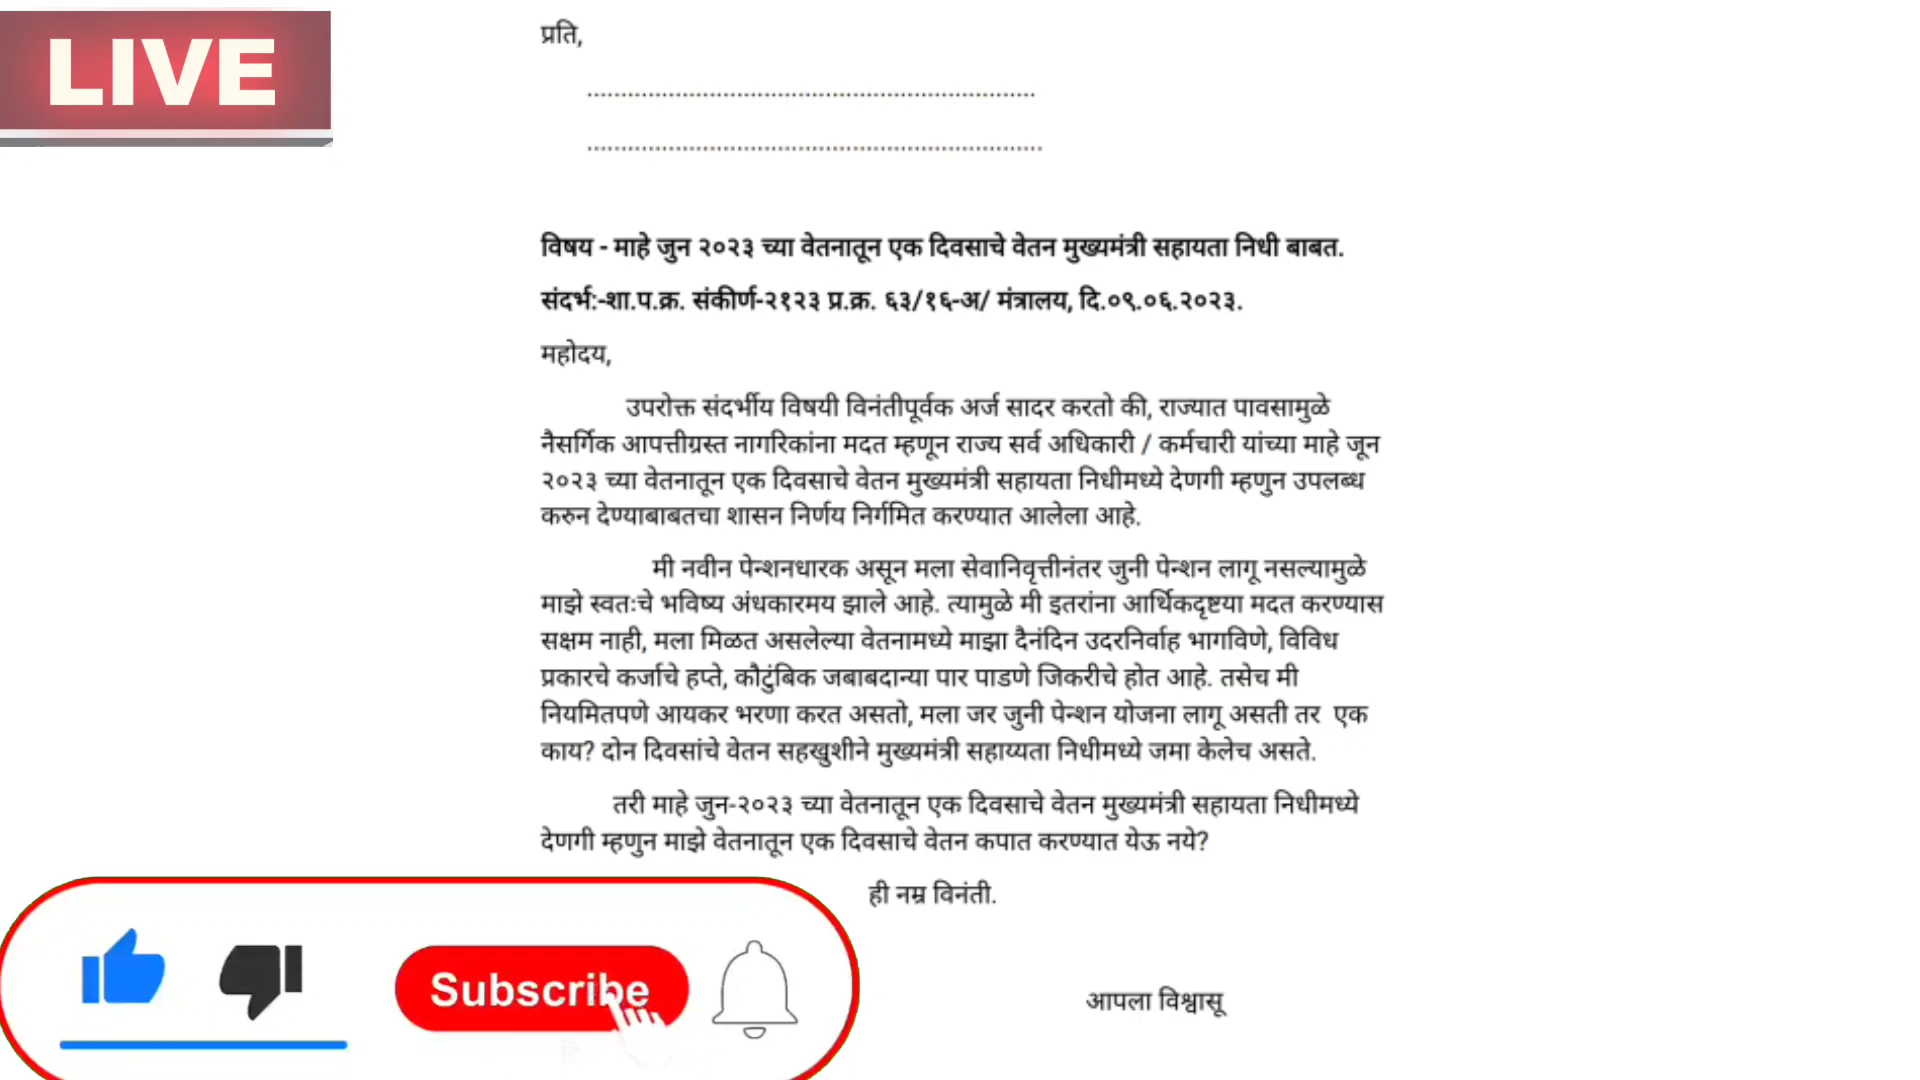 LIVE
प्रति,
....................................................................
.....................................................................
विषय - माहे जुन २०२३ च्या वेतनातून एक दिवसाचे वेतन मुख्यमंत्री सहायता निधी बाबत.
संदर्भ:-शा.प.क्र. संकीर्ण-२१२३ प्र.क्र. ६३/१६-अ/ मंत्रालय, दि.०९.०६.२०२३.
महोदय,
उपरोक्त संदर्भीय विषयी विनंतीपूर्वक अर्ज सादर करतो की, राज्यात पावसामुळे
नैसर्गिक आपत्तीग्रस्त नागरिकांना मदत म्हणून राज्य सर्व अधिकारी / कर्मचारी यांच्या माहे जून
२०२३ च्या वेतनातून एक दिवसाचे वेतन मुख्यमंत्री सहायता निधीमध्ये देणगी म्हणुन उपलब्ध
करुन देण्याबाबतचा शासन निर्णय निर्गमित करण्यात आलेला आहे.
मी नवीन पेन्शनधारक असून मला सेवानिवृत्तीनंतर जुनी पेन्शन लागू नसल्यामुळे
माझे स्वतःचे भविष्य अंधकारमय झाले आहे. त्यामुळे मी इतरांना आर्थिकदृष्टया मदत करण्यास
सक्षम नाही, मला मिळत असलेल्या वेतनामध्ये माझा दैनंदिन उदरनिर्वाह भागविणे, विविध
प्रकारचे कर्जाचे हप्ते, कौटुंबिक जबाबदान्या पार पाडणे जिकरीचे होत आहे. तसेच मी
नियमितपणे आयकर भरणा करत असतो, मला जर जुनी पेन्शन योजना लागू असती तर एक
काय? दोन दिवसांचे वेतन सहखुशीने मुख्यमंत्री सहाय्यता निधीमध्ये जमा केलेच असते.
तरी माहे जुन-२०२३ च्या वेतनातून एक दिवसाचे वेतन मुख्यमंत्री सहायता निधीमध्ये
देणगी म्हणुन माझे वेतनातून एक दिवसाचे वेतन कपात करण्यात येऊ नये?
ही नम्र विनंती.
Subscribe
आपला विश्वासू